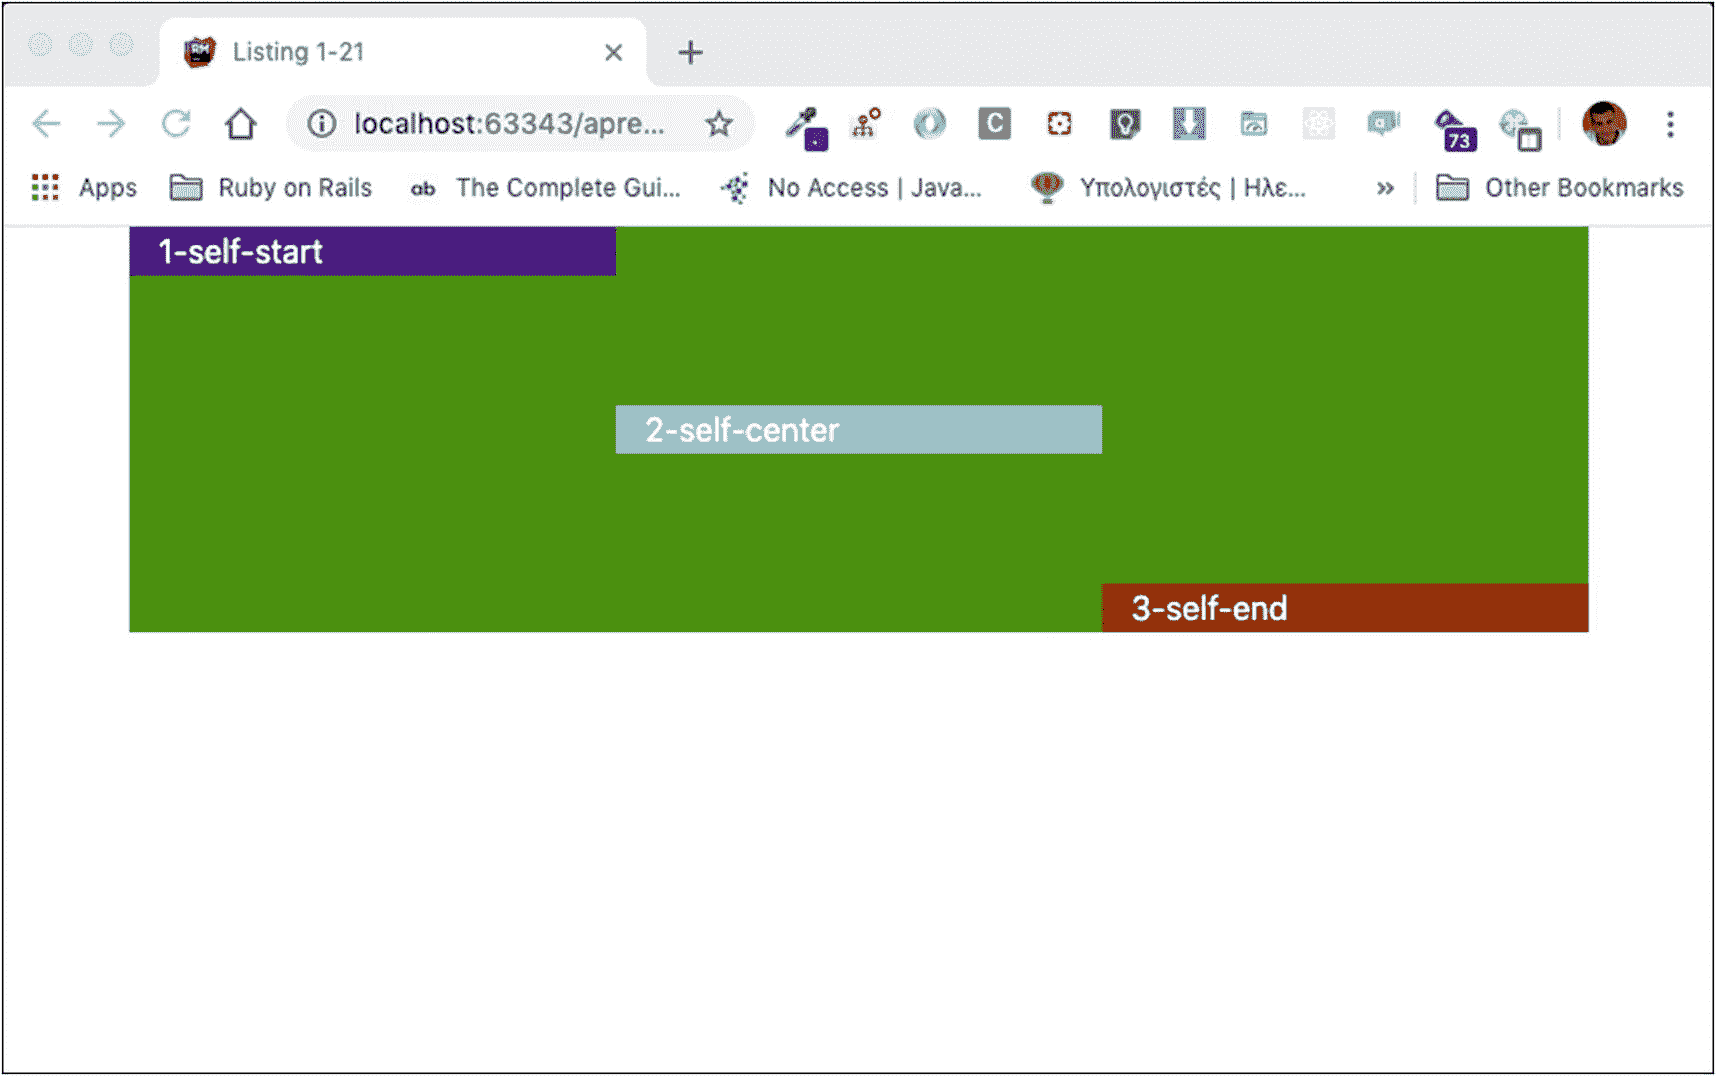 Listing 1-21
localhost:63343/apre...
C
73
Apps
Ruby on Rails
ab
The Complete Gui...
No Access | Java...
Υπολογιστές | Ηλε...
»
Other Bookmarks
1-self-start
2-self-center
3-self-end